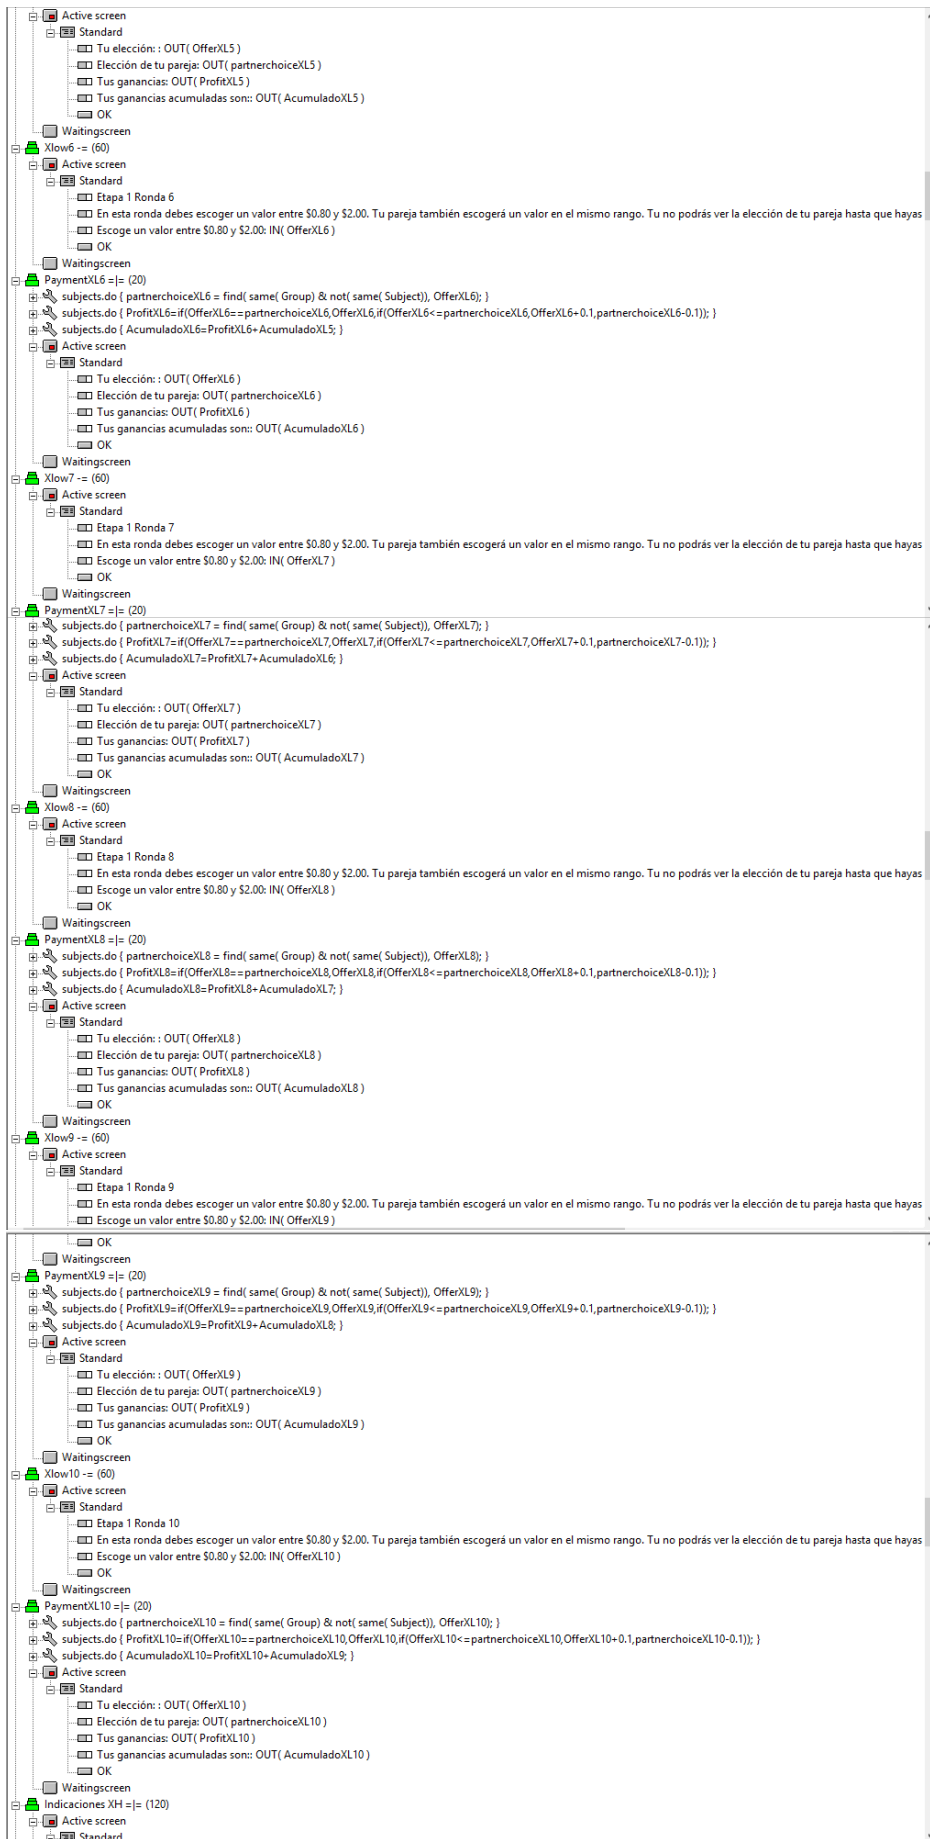 Active screen
Standard
Tu elección: : OUT( OfferXL5 )
Elección de tu pareja: OUT( partnerchoiceXL5 )
Tus ganancias: OUT( ProfitXL5 )
Tus ganancias acumuladas son:: OUT( AcumuladoXL5 )
OK
Waitingscreen
Xlow6 -= (60)
Active screen
Standard
Etapa 1 Ronda 6
En esta ronda debes escoger un valor entre $0.80 y $2.00. Tu pareja también escogerá un valor en el mismo rango. Tu no podrás ver la elección de tu pareja hasta que hayas
Escoge un valor entre $0.80 y $2.00: IN( OfferXL6 )
OK
Waitingscreen
PaymentXL6 =|= (20)
subjects.do { partnerchoiceXL6 = find( same( Group) & not( same( Subject)), OfferXL6); }
subjects.do { ProfitXL6=if(OfferXL6==partnerchoiceXL6,OfferXL6,if(OfferXL6<=partnerchoiceXL6,OfferXL6+0.1,partnerchoiceXL6-0.1)); }
subjects.do { AcumuladoXL6=ProfitXL6+AcumuladoXL5; }
Active screen
Standard
Tu elección: : OUT( OfferXL6 )
Elección de tu pareja: OUT( partnerchoiceXL6 )
Tus ganancias: OUT( ProfitXL6 )
Tus ganancias acumuladas son:: OUT( AcumuladoXL6 )
OK
Waitingscreen
Xlow7 -= (60)
Active screen
Standard
Etapa 1 Ronda 7
En esta ronda debes escoger un valor entre $0.80 y $2.00. Tu pareja también escogerá un valor en el mismo rango. Tu no podrás ver la elección de tu pareja hasta que hayas
Escoge un valor entre $0.80 y $2.00: IN( OfferXL7 )
OK
Waitingscreen
PaymentXL7 =|= (20)
subjects.do { partnerchoiceXL7 = find( same( Group) & not( same( Subject)), OfferXL7); }
subjects.do { ProfitXL7=if(OfferXL7==partnerchoiceXL7,OfferXL7,if(OfferXL7<=partnerchoiceXL7,OfferXL7+0.1,partnerchoiceXL7-0.1)); }
subjects.do { AcumuladoXL7=ProfitXL7+AcumuladoXL6; }
Active screen
Standard
Tu elección: : OUT( OfferXL7 )
Elección de tu pareja: OUT( partnerchoiceXL7 )
Tus ganancias: OUT( ProfitXL7 )
Tus ganancias acumuladas son:: OUT( AcumuladoXL7 )
OK
Waitingscreen
Xlow8 -= (60)
Active screen
Standard
Etapa 1 Ronda 8
En esta ronda debes escoger un valor entre $0.80 y $2.00. Tu pareja también escogerá un valor en el mismo rango. Tu no podrás ver la elección de tu pareja hasta que hayas
Escoge un valor entre $0.80 y $2.00: IN( OfferXL8 )
OK
Waitingscreen
PaymentXL8 =|= (20)
subjects.do { partnerchoiceXL8 = find( same( Group) & not( same( Subject)), OfferXL8); }
subjects.do { ProfitXL8=if(OfferXL8==partnerchoiceXL8,OfferXL8,if(OfferXL8<=partnerchoiceXL8,OfferXL8+0.1,partnerchoiceXL8-0.1)); }
subjects.do { AcumuladoXL8=ProfitXL8+AcumuladoXL7; }
Active screen
Standard
Tu elección: : OUT( OfferXL8 )
Elección de tu pareja: OUT( partnerchoiceXL8 )
Tus ganancias: OUT( ProfitXL8 )
Tus ganancias acumuladas son:: OUT( AcumuladoXL8 )
OK
Waitingscreen
Xlow9 -= (60)
Active screen
Standard
Etapa 1 Ronda 9
En esta ronda debes escoger un valor entre $0.80 y $2.00. Tu pareja también escogerá un valor en el mismo rango. Tu no podrás ver la elección de tu pareja hasta que hayas
Escoge un valor entre $0.80 y $2.00: IN( OfferXL9 )
OK
Waitingscreen
PaymentXL9 =|= (20)
subjects.do { partnerchoiceXL9 = find( same( Group) & not( same( Subject)), OfferXL9); }
subjects.do { ProfitXL9=if(OfferXL9==partnerchoiceXL9,OfferXL9,if(OfferXL9<=partnerchoiceXL9,OfferXL9+0.1,partnerchoiceXL9-0.1)); }
subjects.do { AcumuladoXL9=ProfitXL9+AcumuladoXL8; }
Active screen
Standard
Tu elección: : OUT( OfferXL9 )
Elección de tu pareja: OUT( partnerchoiceXL9 )
Tus ganancias: OUT( ProfitXL9 )
Tus ganancias acumuladas son:: OUT( AcumuladoXL9 )
OK
Waitingscreen
Xlow10 -= (60)
Active screen
Standard
Etapa 1 Ronda 10
En esta ronda debes escoger un valor entre $0.80 y $2.00. Tu pareja también escogerá un valor en el mismo rango. Tu no podrás ver la elección de tu pareja hasta que hayas
Escoge un valor entre $0.80 y $2.00: IN( OfferXL10 )
OK
Waitingscreen
PaymentXL10 =|= (20)
subjects.do { partnerchoiceXL10 = find( same( Group) & not( same( Subject)), OfferXL10); }
subjects.do { ProfitXL10=if(OfferXL10==partnerchoiceXL10,OfferXL10,if(OfferXL10<=partnerchoiceXL10,OfferXL10+0.1,partnerchoiceXL10-0.1)); }
subjects.do { AcumuladoXL10=ProfitXL10+AcumuladoXL9; }
Active screen
Standard
Tu elección: : OUT( OfferXL10 )
Elección de tu pareja: OUT( partnerchoiceXL10 )
Tus ganancias: OUT( ProfitXL10 )
Tus ganancias acumuladas son:: OUT( AcumuladoXL10 )
OK
Waitingscreen
Indicaciones XH =|= (120)
Active screen
Standard